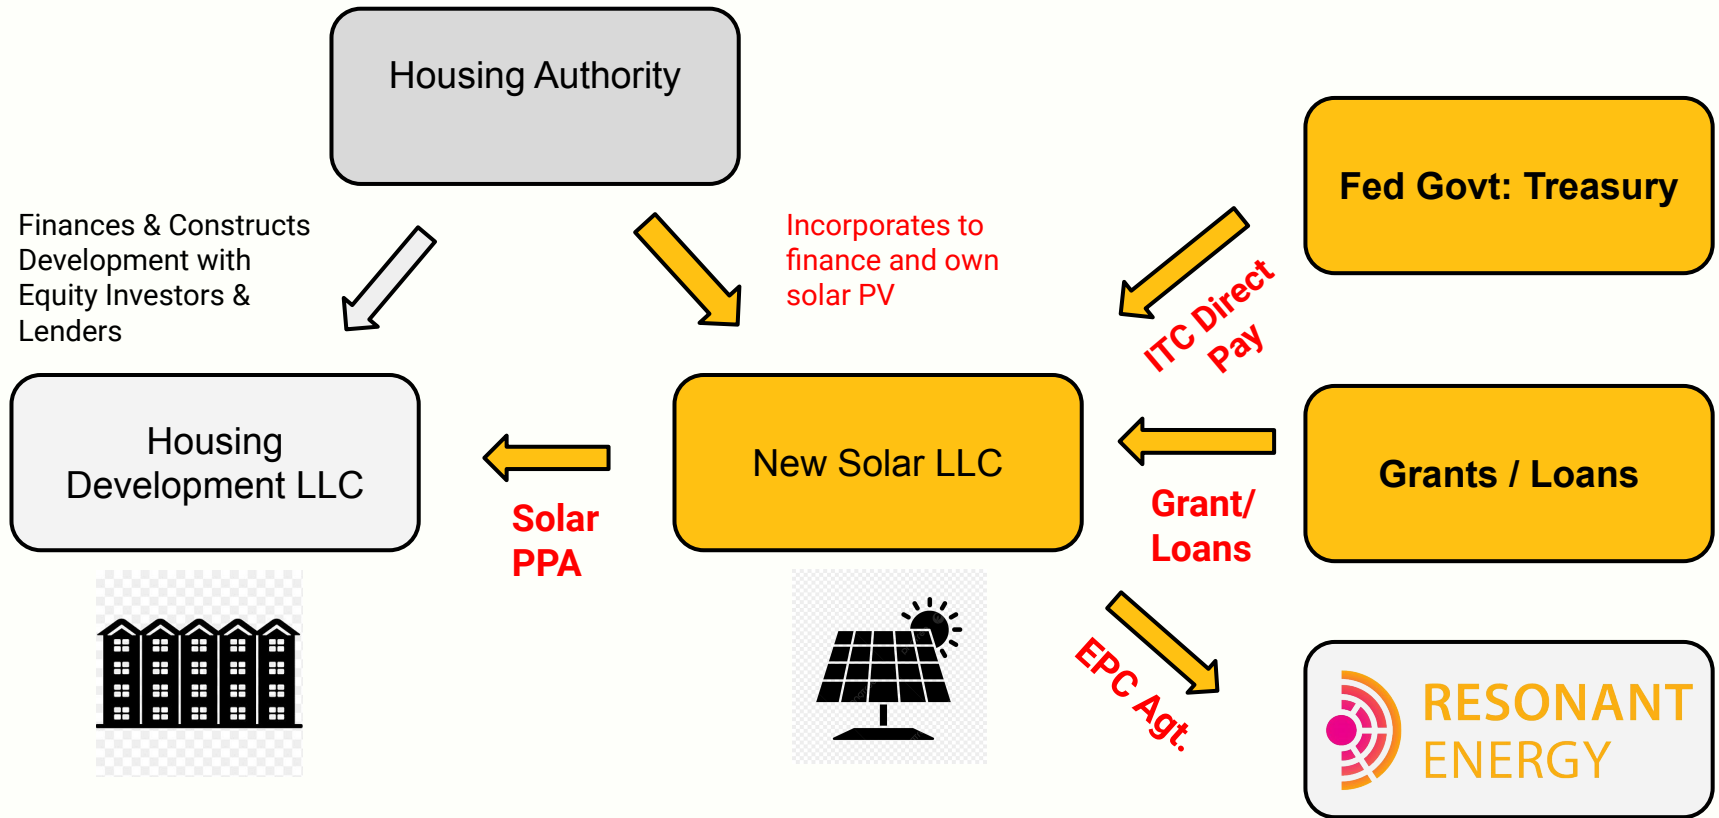 Housing Authority
Fed Govt: Treasury
Finances & Constructs
Development with
Equity Investors &
Lenders
Incorporates to
finance and own
solar PV
ITC Direct
Pay
Housing
Development LLC
New Solar LLC
Grants / Loans
Solar
PPA
Grant/
Loans
EPC Agt.
RESONANT
ENERGY